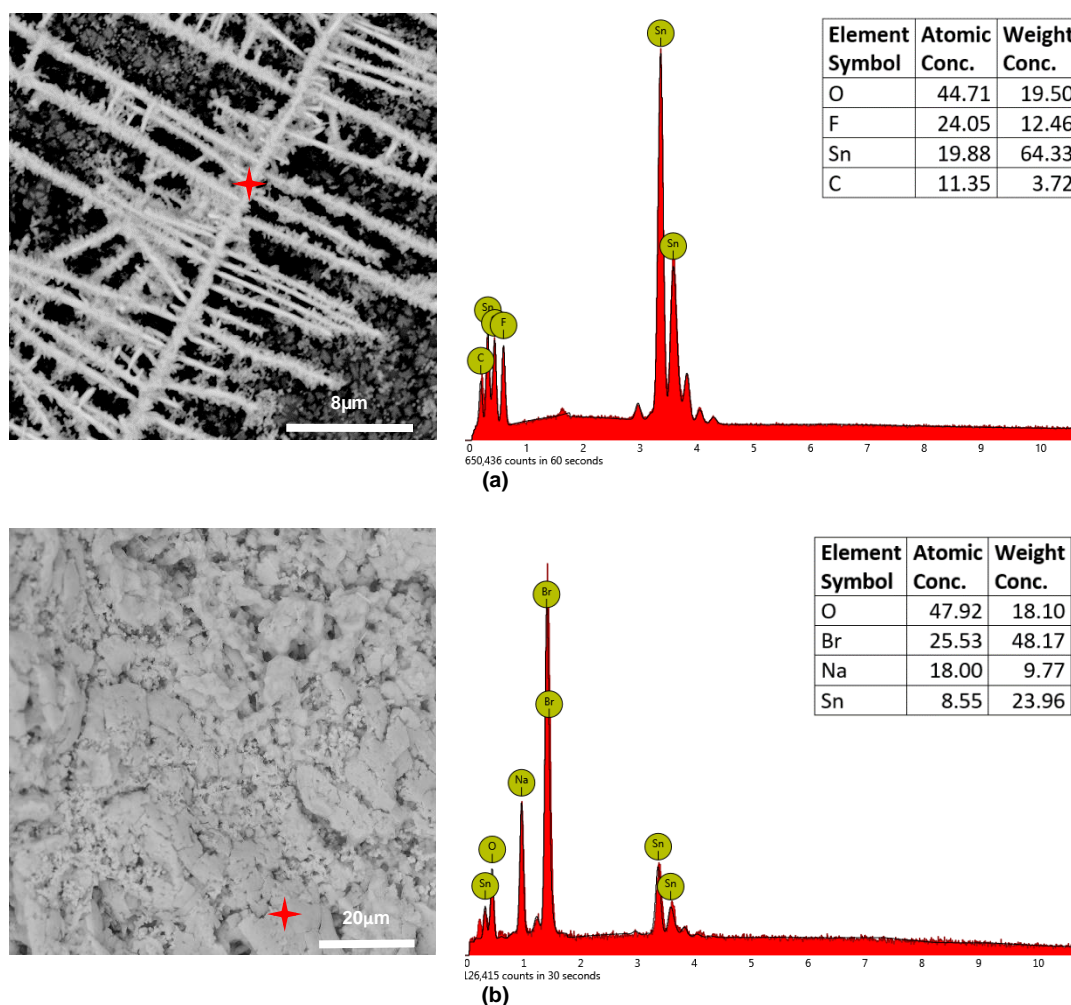 Sn
Element Symbol Atomic Conc. Weight Conc.
O 44.71 19.50
F 24.05 12.46
Sn 19.88 64.33
C 11.35 3.72
Sn
Sn
F
C
8µm
0 1 2 3 4 5 6 7 8 9 10
650,436 counts in 60 seconds
(a)
Element Symbol Atomic Conc. Weight Conc.
O 47.92 18.10
Br 25.53 48.17
Na 18.00 9.77
Sn 8.55 23.96
Br
Br
Na
O
Sn
Sn
Sn
20µm
0 1 2 3 4 5 6 7 8 9 10
126,415 counts in 30 seconds
(b)